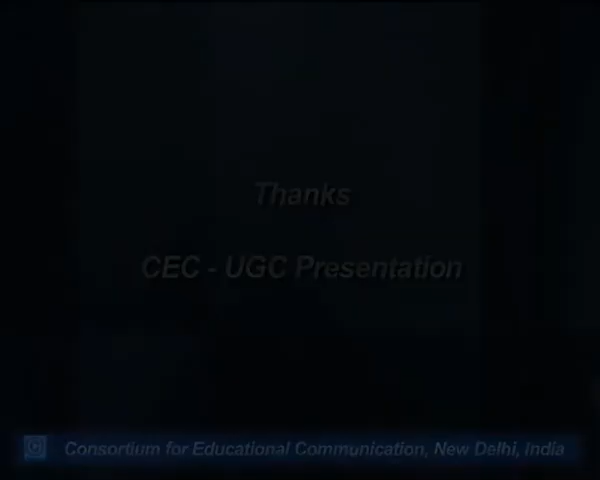 Thanks
CEC - UGC Presentation
Consortium for Educational Communication, New Delhi, India